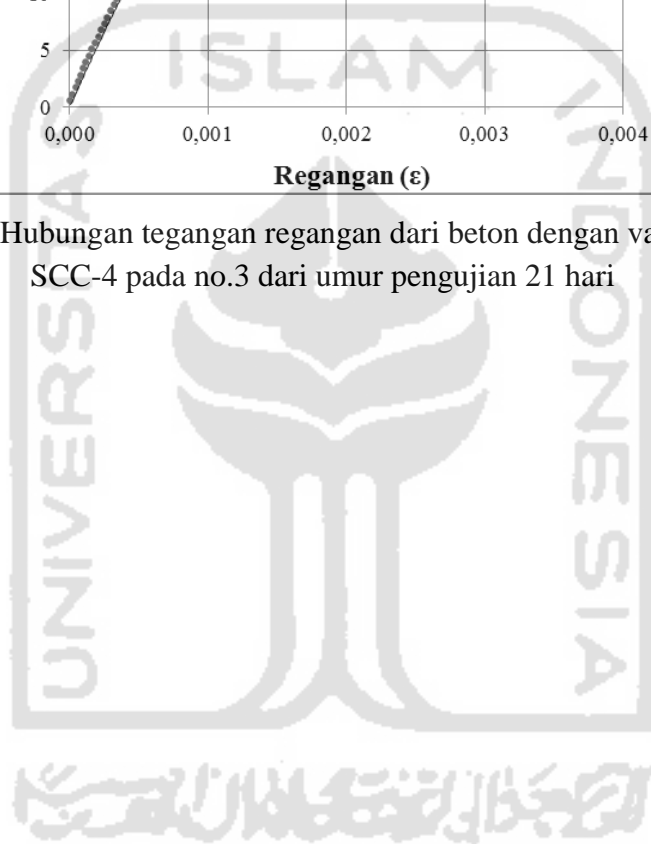 5
0
0,000 0,001 0,002 0,003 0,004
Regangan (ε)
Hubungan tegangan regangan dari beton dengan va
SCC-4 pada no.3 dari umur pengujian 21 hari
ISLAM
UNIVERSITAS
INDONESIA